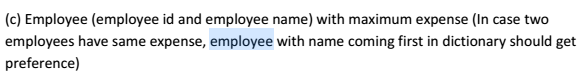 (c) Employee (employee id and employee name) with maximum expense (In case two
employees have same expense, employee with name coming first in dictionary should get
preference)